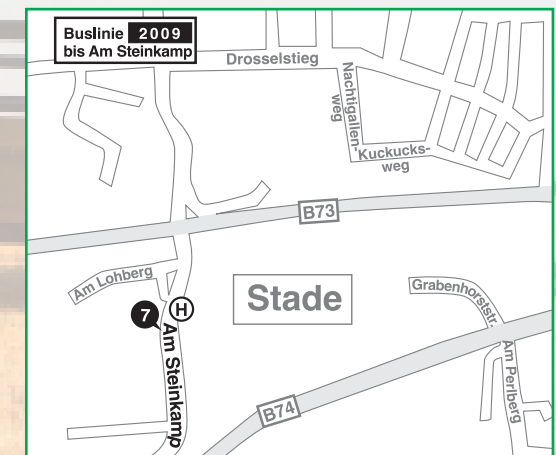 Buslinie 2009
bis Am Steinkamp
Drosselstieg
Nachtigallen-
weg
Kuckucks-
weg
B73
Am Lohberg
Stade
Grabenhorststr.
7
H
Am Steinkamp
Am Perlberg
B74